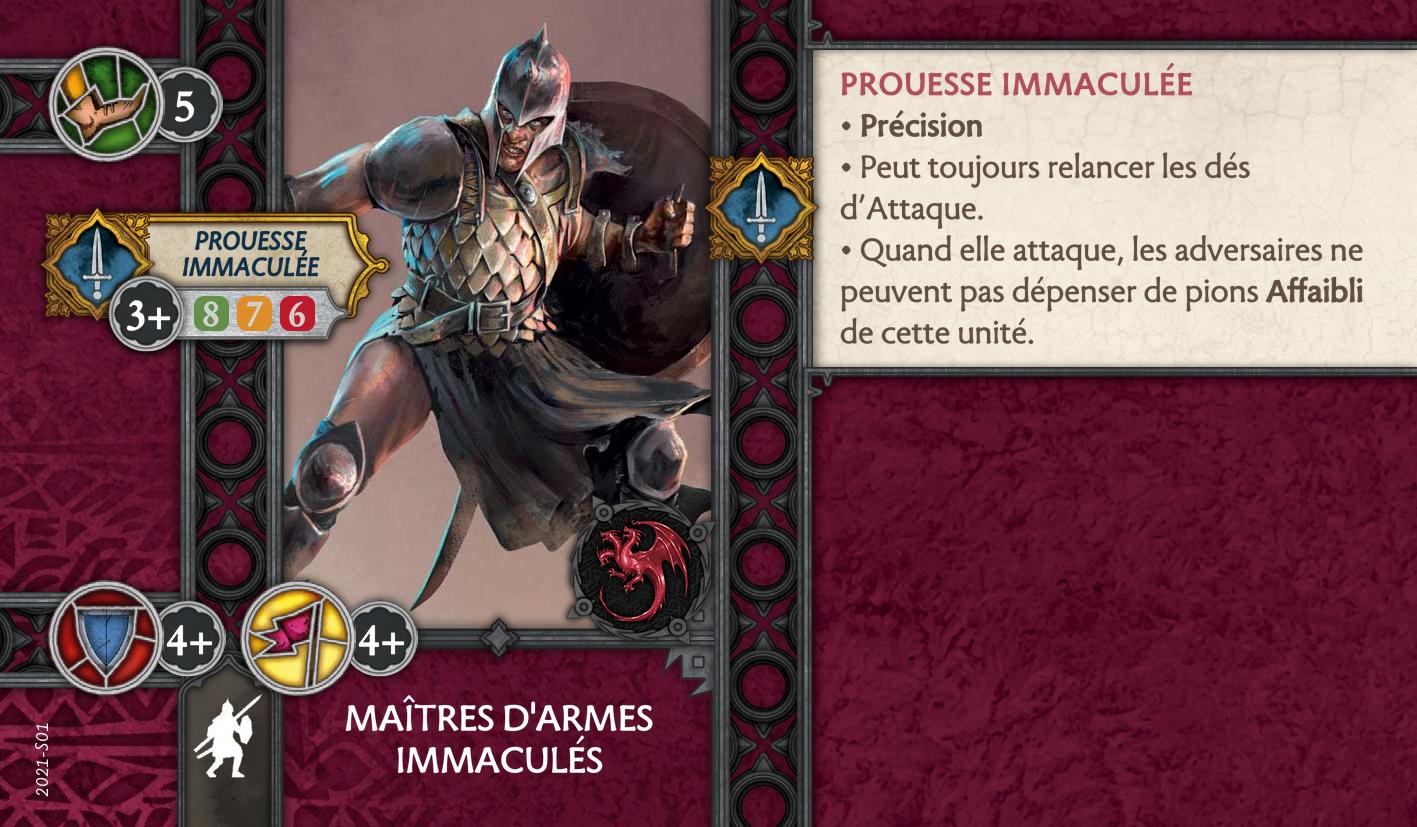 5
PROUESSE
IMMACULÉE
3+ 8 7 6
4+ 4+
MAÎTRES D'ARMES
IMMACULÉS
2021-S01
PROUESSE IMMACULÉE
• Précision
• Peut toujours relancer les dés
d’Attaque.
• Quand elle attaque, les adversaires ne
peuvent pas dépenser de pions Affaibli
de cette unité.